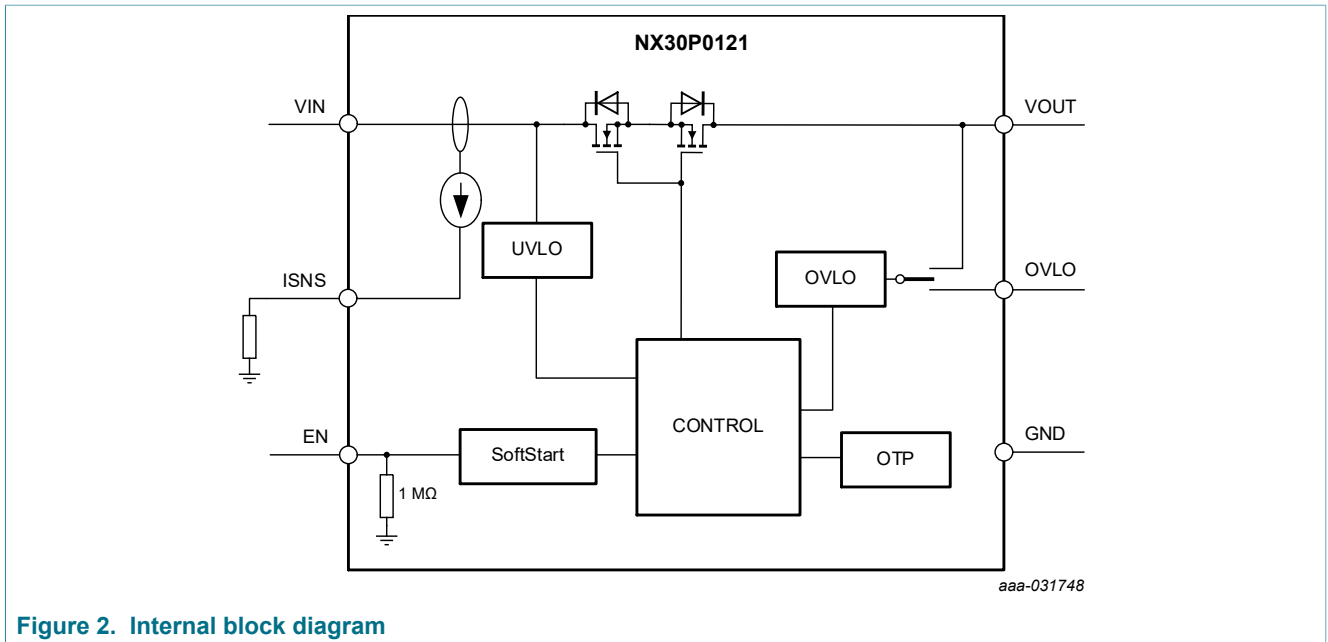 NX30P0121
VIN
VOUT
UVLO
OVLO
OVLO
ISNS
CONTROL
EN
SoftStart
OTP
GND
1 MΩ
aaa-031748
Figure 2. Internal block diagram